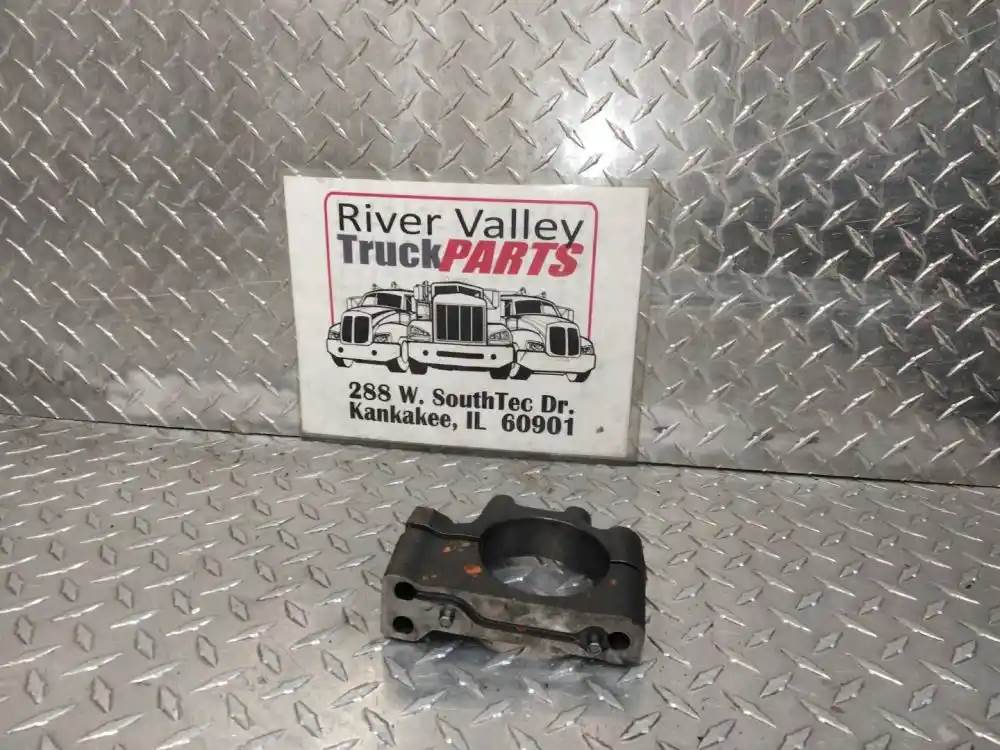 River Valley
TruckPARTS
288 W. SouthTec Dr.
Kankakee, IL 60901